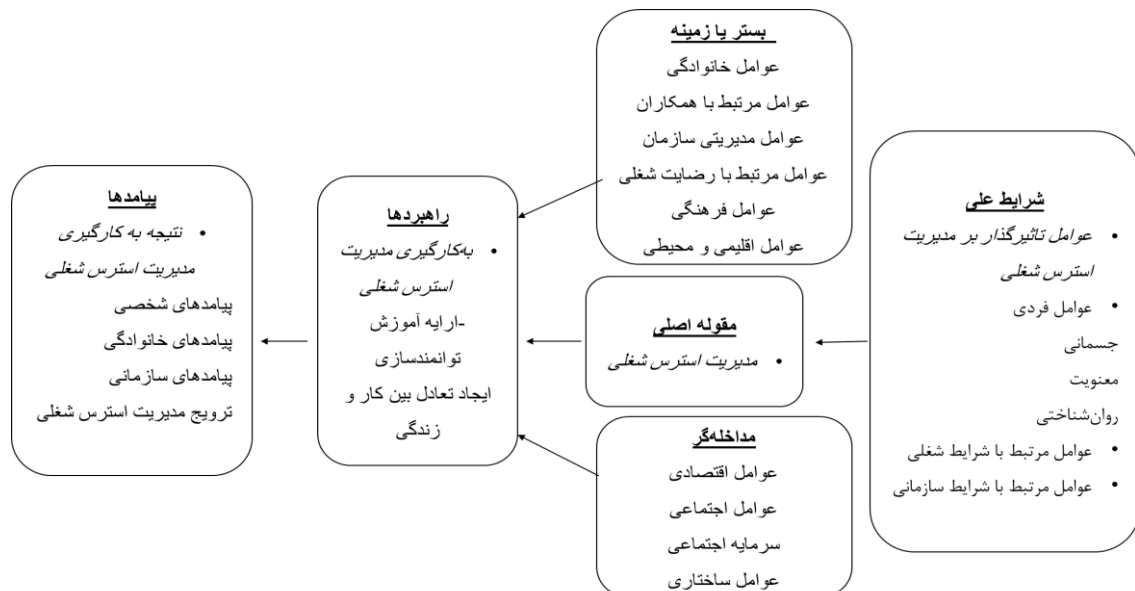 شرایط علی
• عوامل تاثیرگذار بر مدیریت
استرس شغلی
• عوامل فردی
جسمانی
معنویت
روان‌شناختی
• عوامل مرتبط با شرایط شغلی
• عوامل مرتبط با شرایط سازمانی
بستر یا زمینه
عوامل خانوادگی
عوامل مرتبط با همکاران
عوامل مدیریتی سازمان
عوامل مرتبط با رضایت شغلی
عوامل فرهنگی
عوامل اقلیمی و محیطی
مقوله اصلی
• مدیریت استرس شغلی
مداخله‌گر
عوامل اقتصادی
عوامل اجتماعی
سرمایه اجتماعی
عوامل ساختاری
راهبردها
• به‌کارگیری مدیریت
استرس شغلی
-ارایه آموزش
توانمندسازی
ایجاد تعادل بین کار و
زندگی
پیامدها
• نتیجه به کارگیری
مدیریت استرس شغلی
پیامدهای شخصی
پیامدهای خانوادگی
پیامدهای سازمانی
ترویج مدیریت استرس شغلی